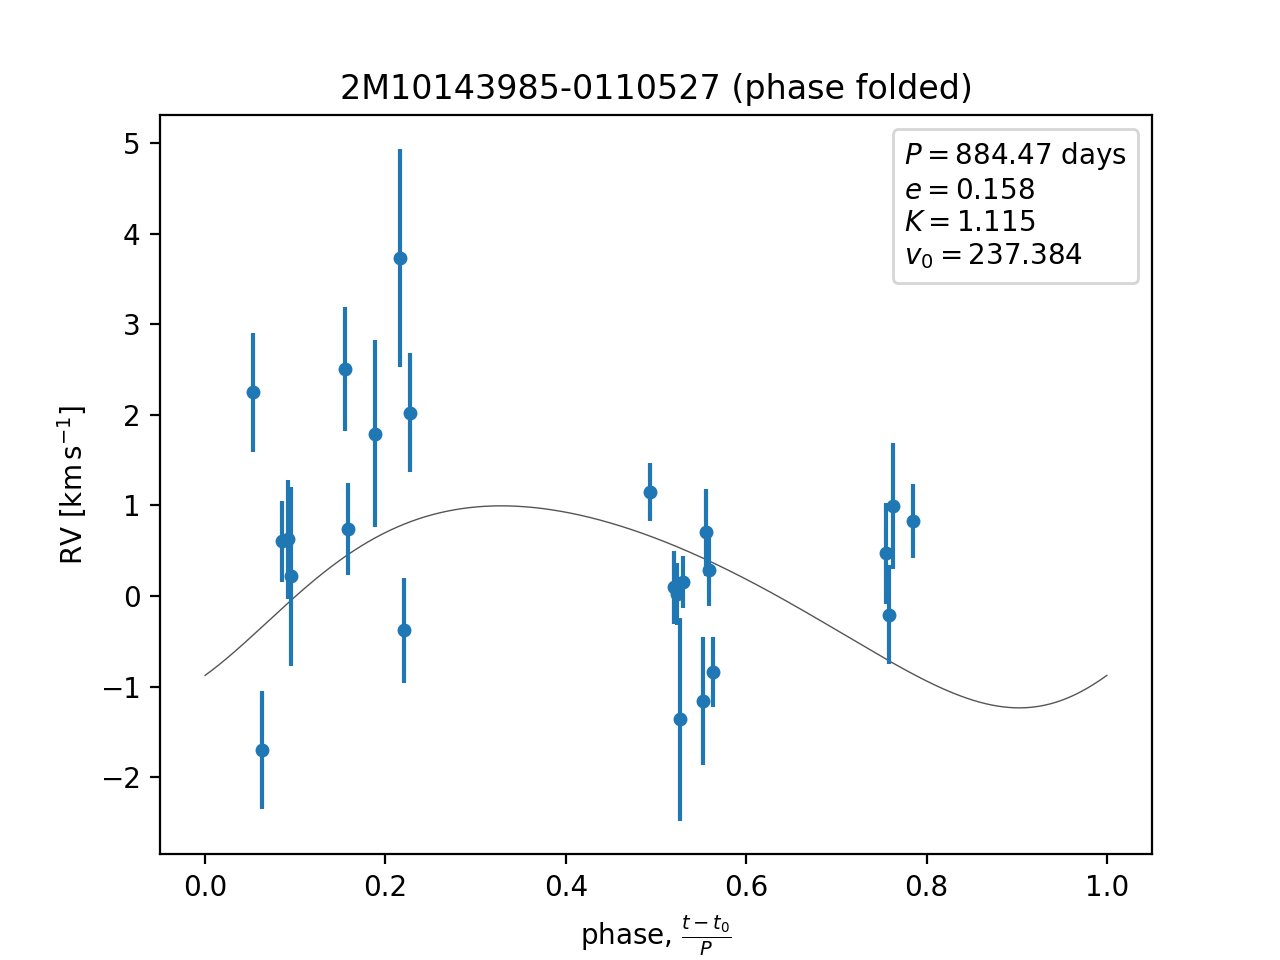 2M10143985-0110527 (phase folded)
P = 884.47 days
e = 0.158
K = 1.115
v₀ = 237.384
RV [km s⁻¹]
5
4
3
2
1
0
−1
−2
0.0 0.2 0.4 0.6 0.8 1.0
phase, (t − t₀)/P